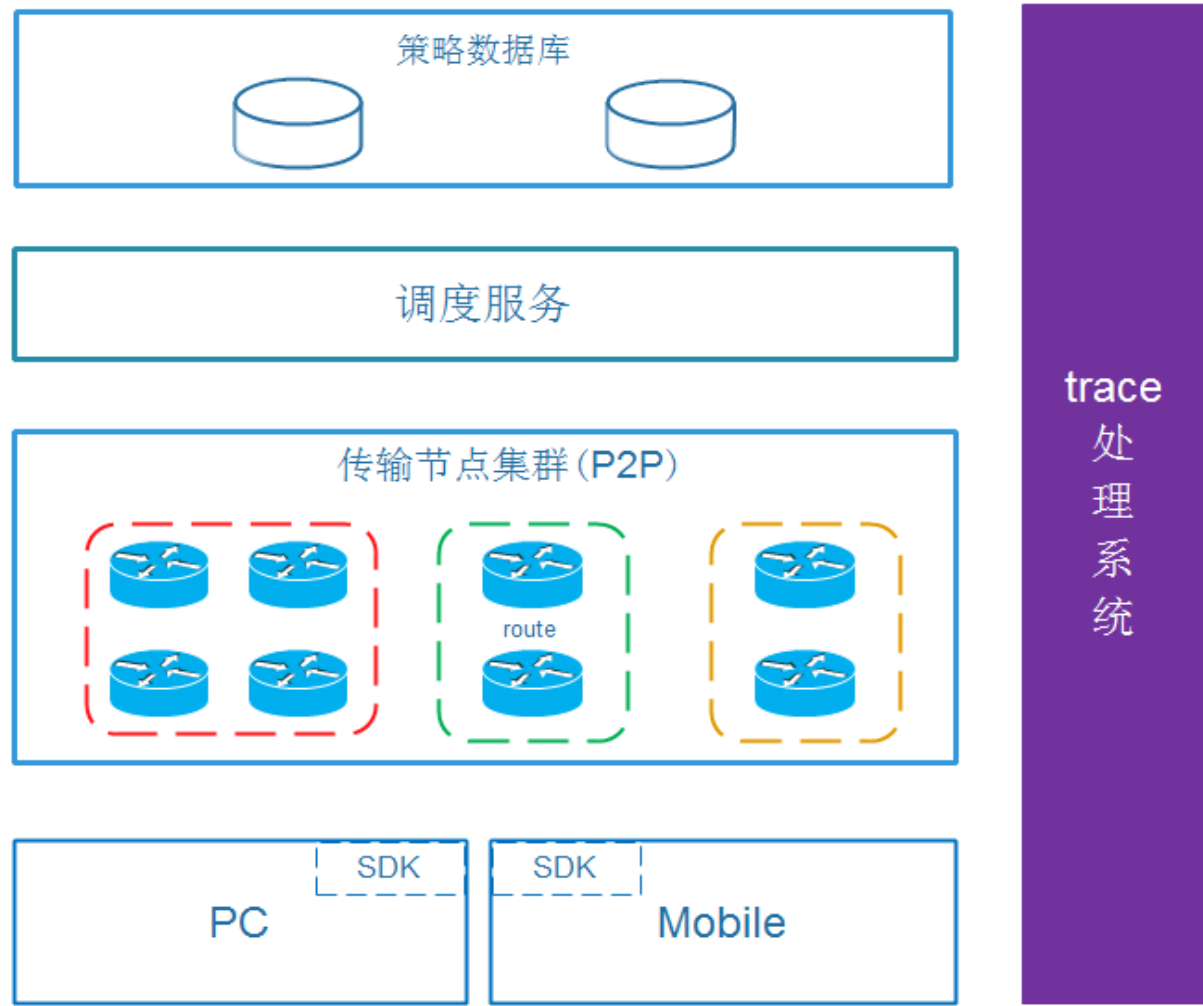 策略数据库
调度服务
传输节点集群(P2P)
route
SDK
SDK
PC
Mobile
trace
处
理
系
统